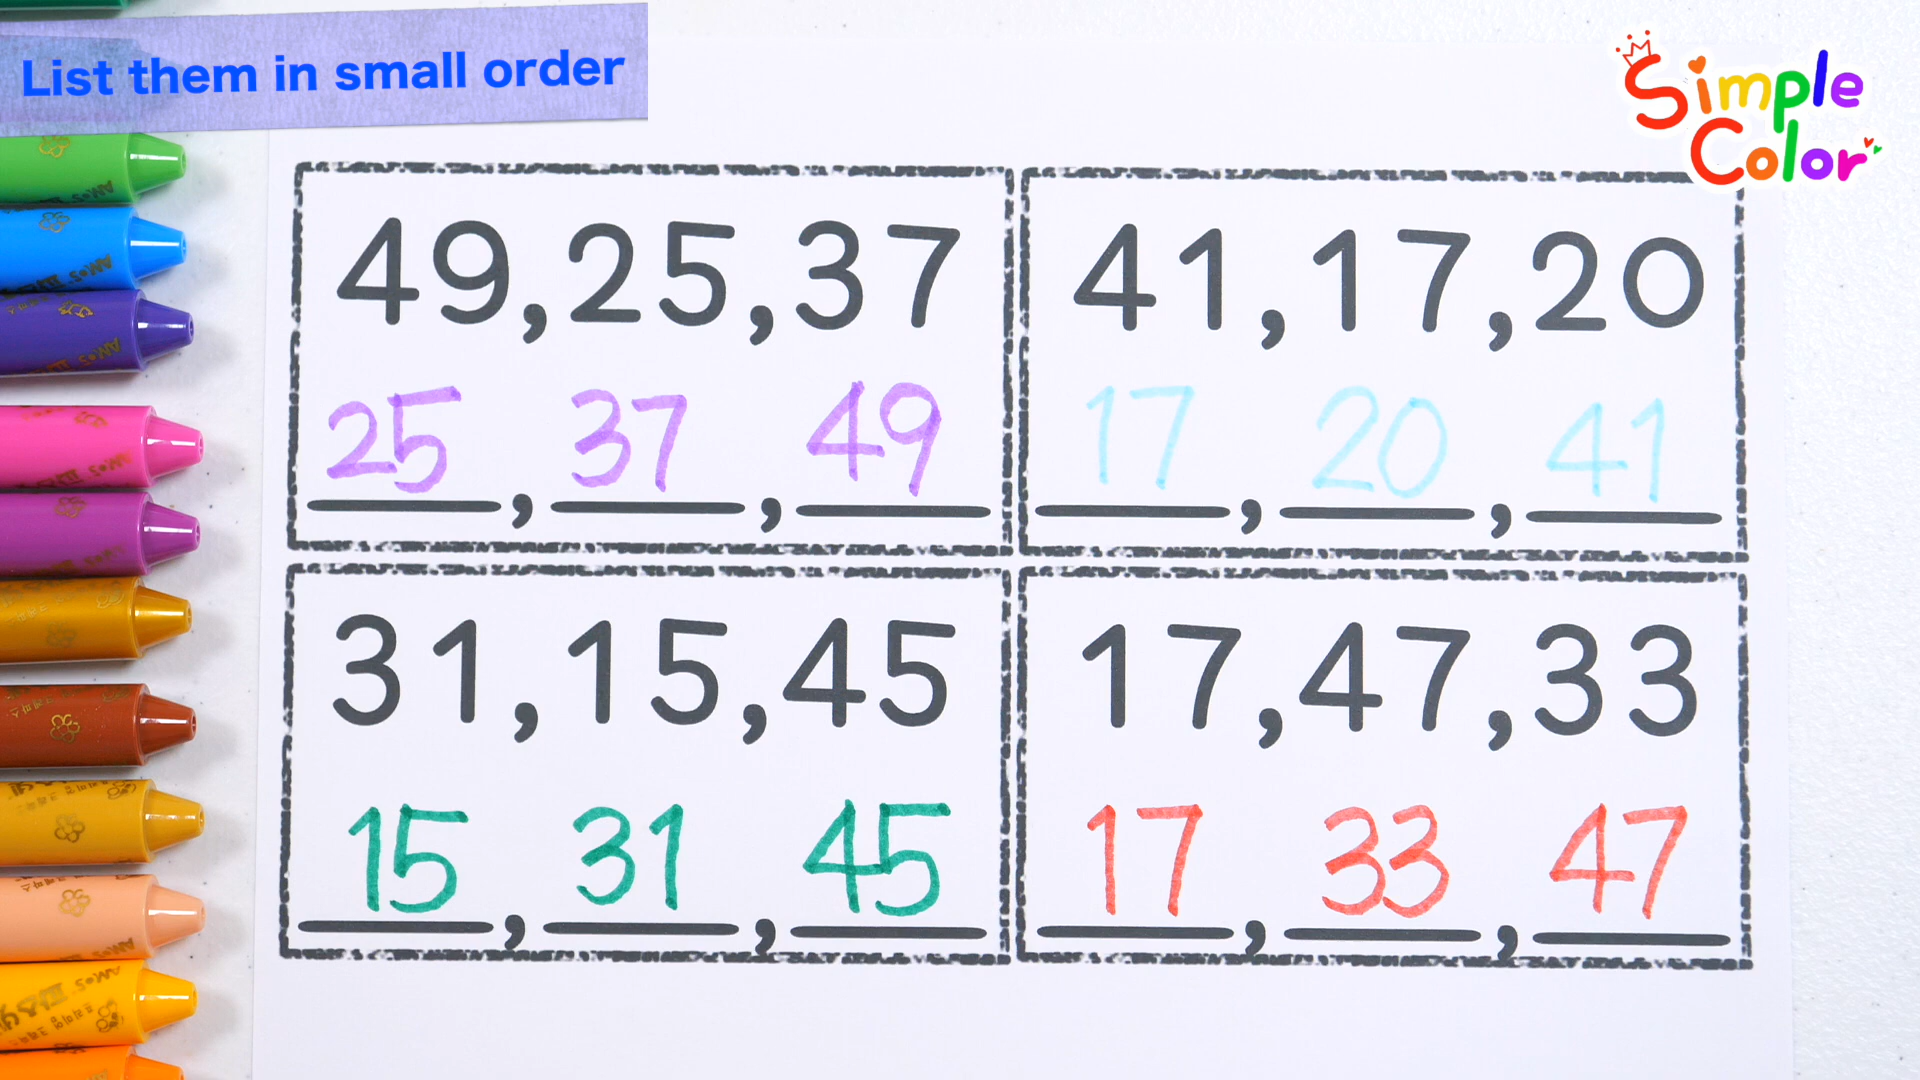 List them in small order
Simple
Color
49,25,37
25, 37, 49
41,17,20
17, 20, 41
31,15,45
15, 31, 45
17,47,33
17, 33, 47